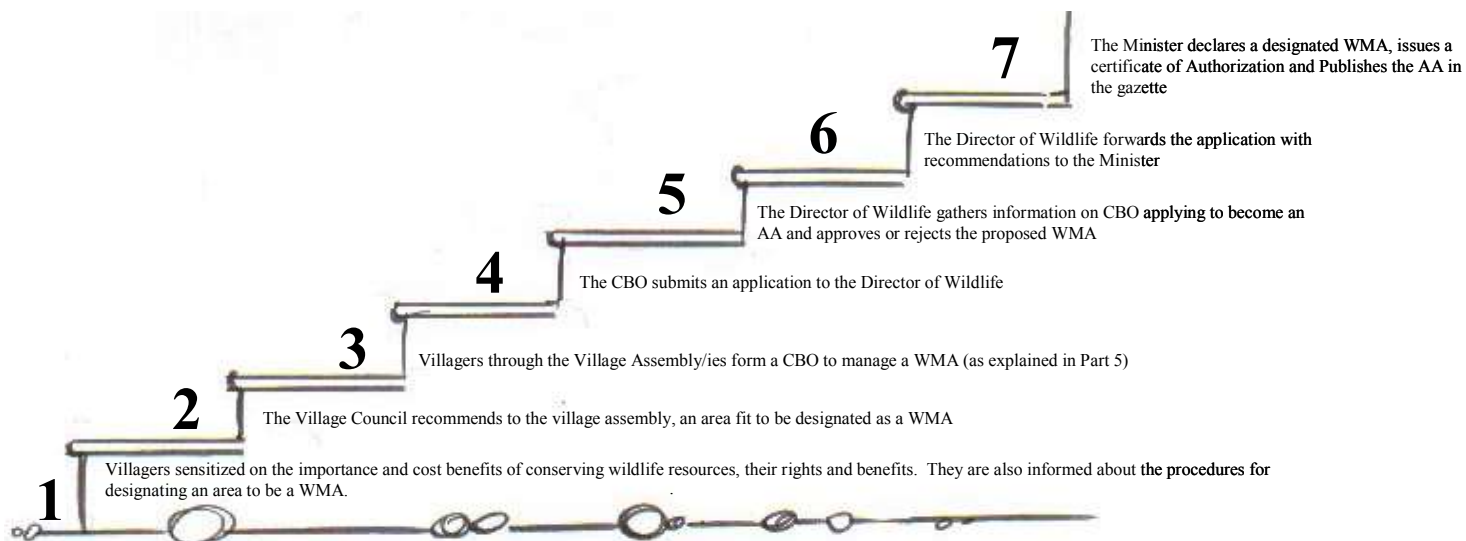 7
The Minister declares a designated WMA, issues a
certificate of Authorization and Publishes the AA in
the gazette
6
The Director of Wildlife forwards the application with
recommendations to the Minister
5
The Director of Wildlife gathers information on CBO applying to become an
AA and approves or rejects the proposed WMA
4
The CBO submits an application to the Director of Wildlife
3
Villagers through the Village Assembly/ies form a CBO to manage a WMA (as explained in Part 5)
2
The Village Council recommends to the village assembly, an area fit to be designated as a WMA
1
Villagers sensitized on the importance and cost benefits of conserving wildlife resources, their rights and benefits. They are also informed about the procedures for
designating an area to be a WMA.